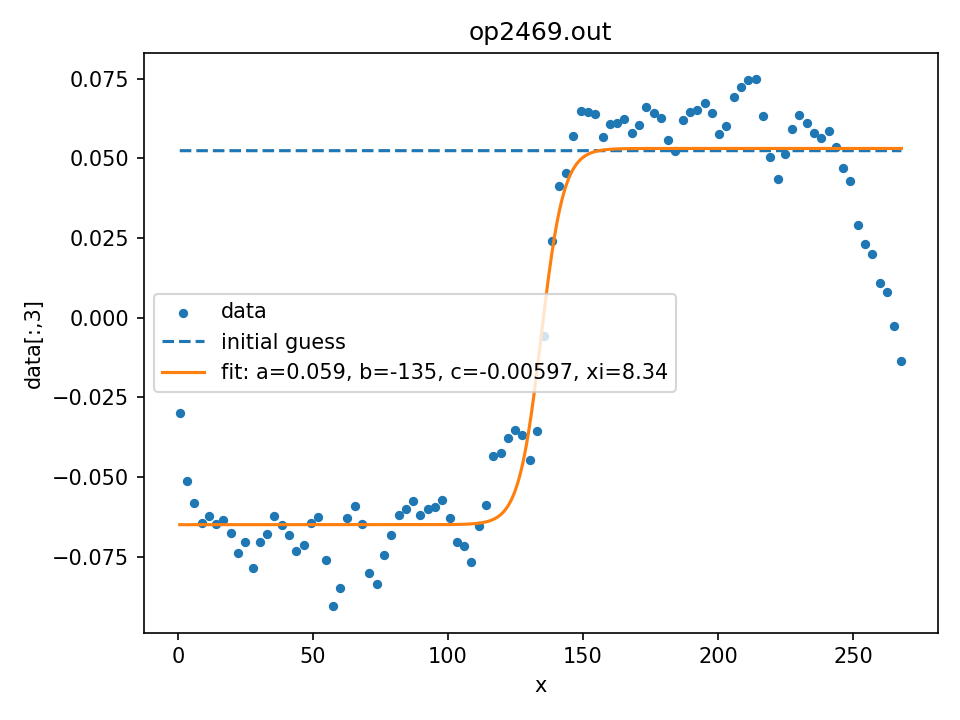 op2469.out
0.075
0.050
0.025
0.000
−0.025
−0.050
−0.075
data[:,3]
data
initial guess
fit: a=0.059, b=-135, c=-0.00597, xi=8.34
0 50 100 150 200 250
x